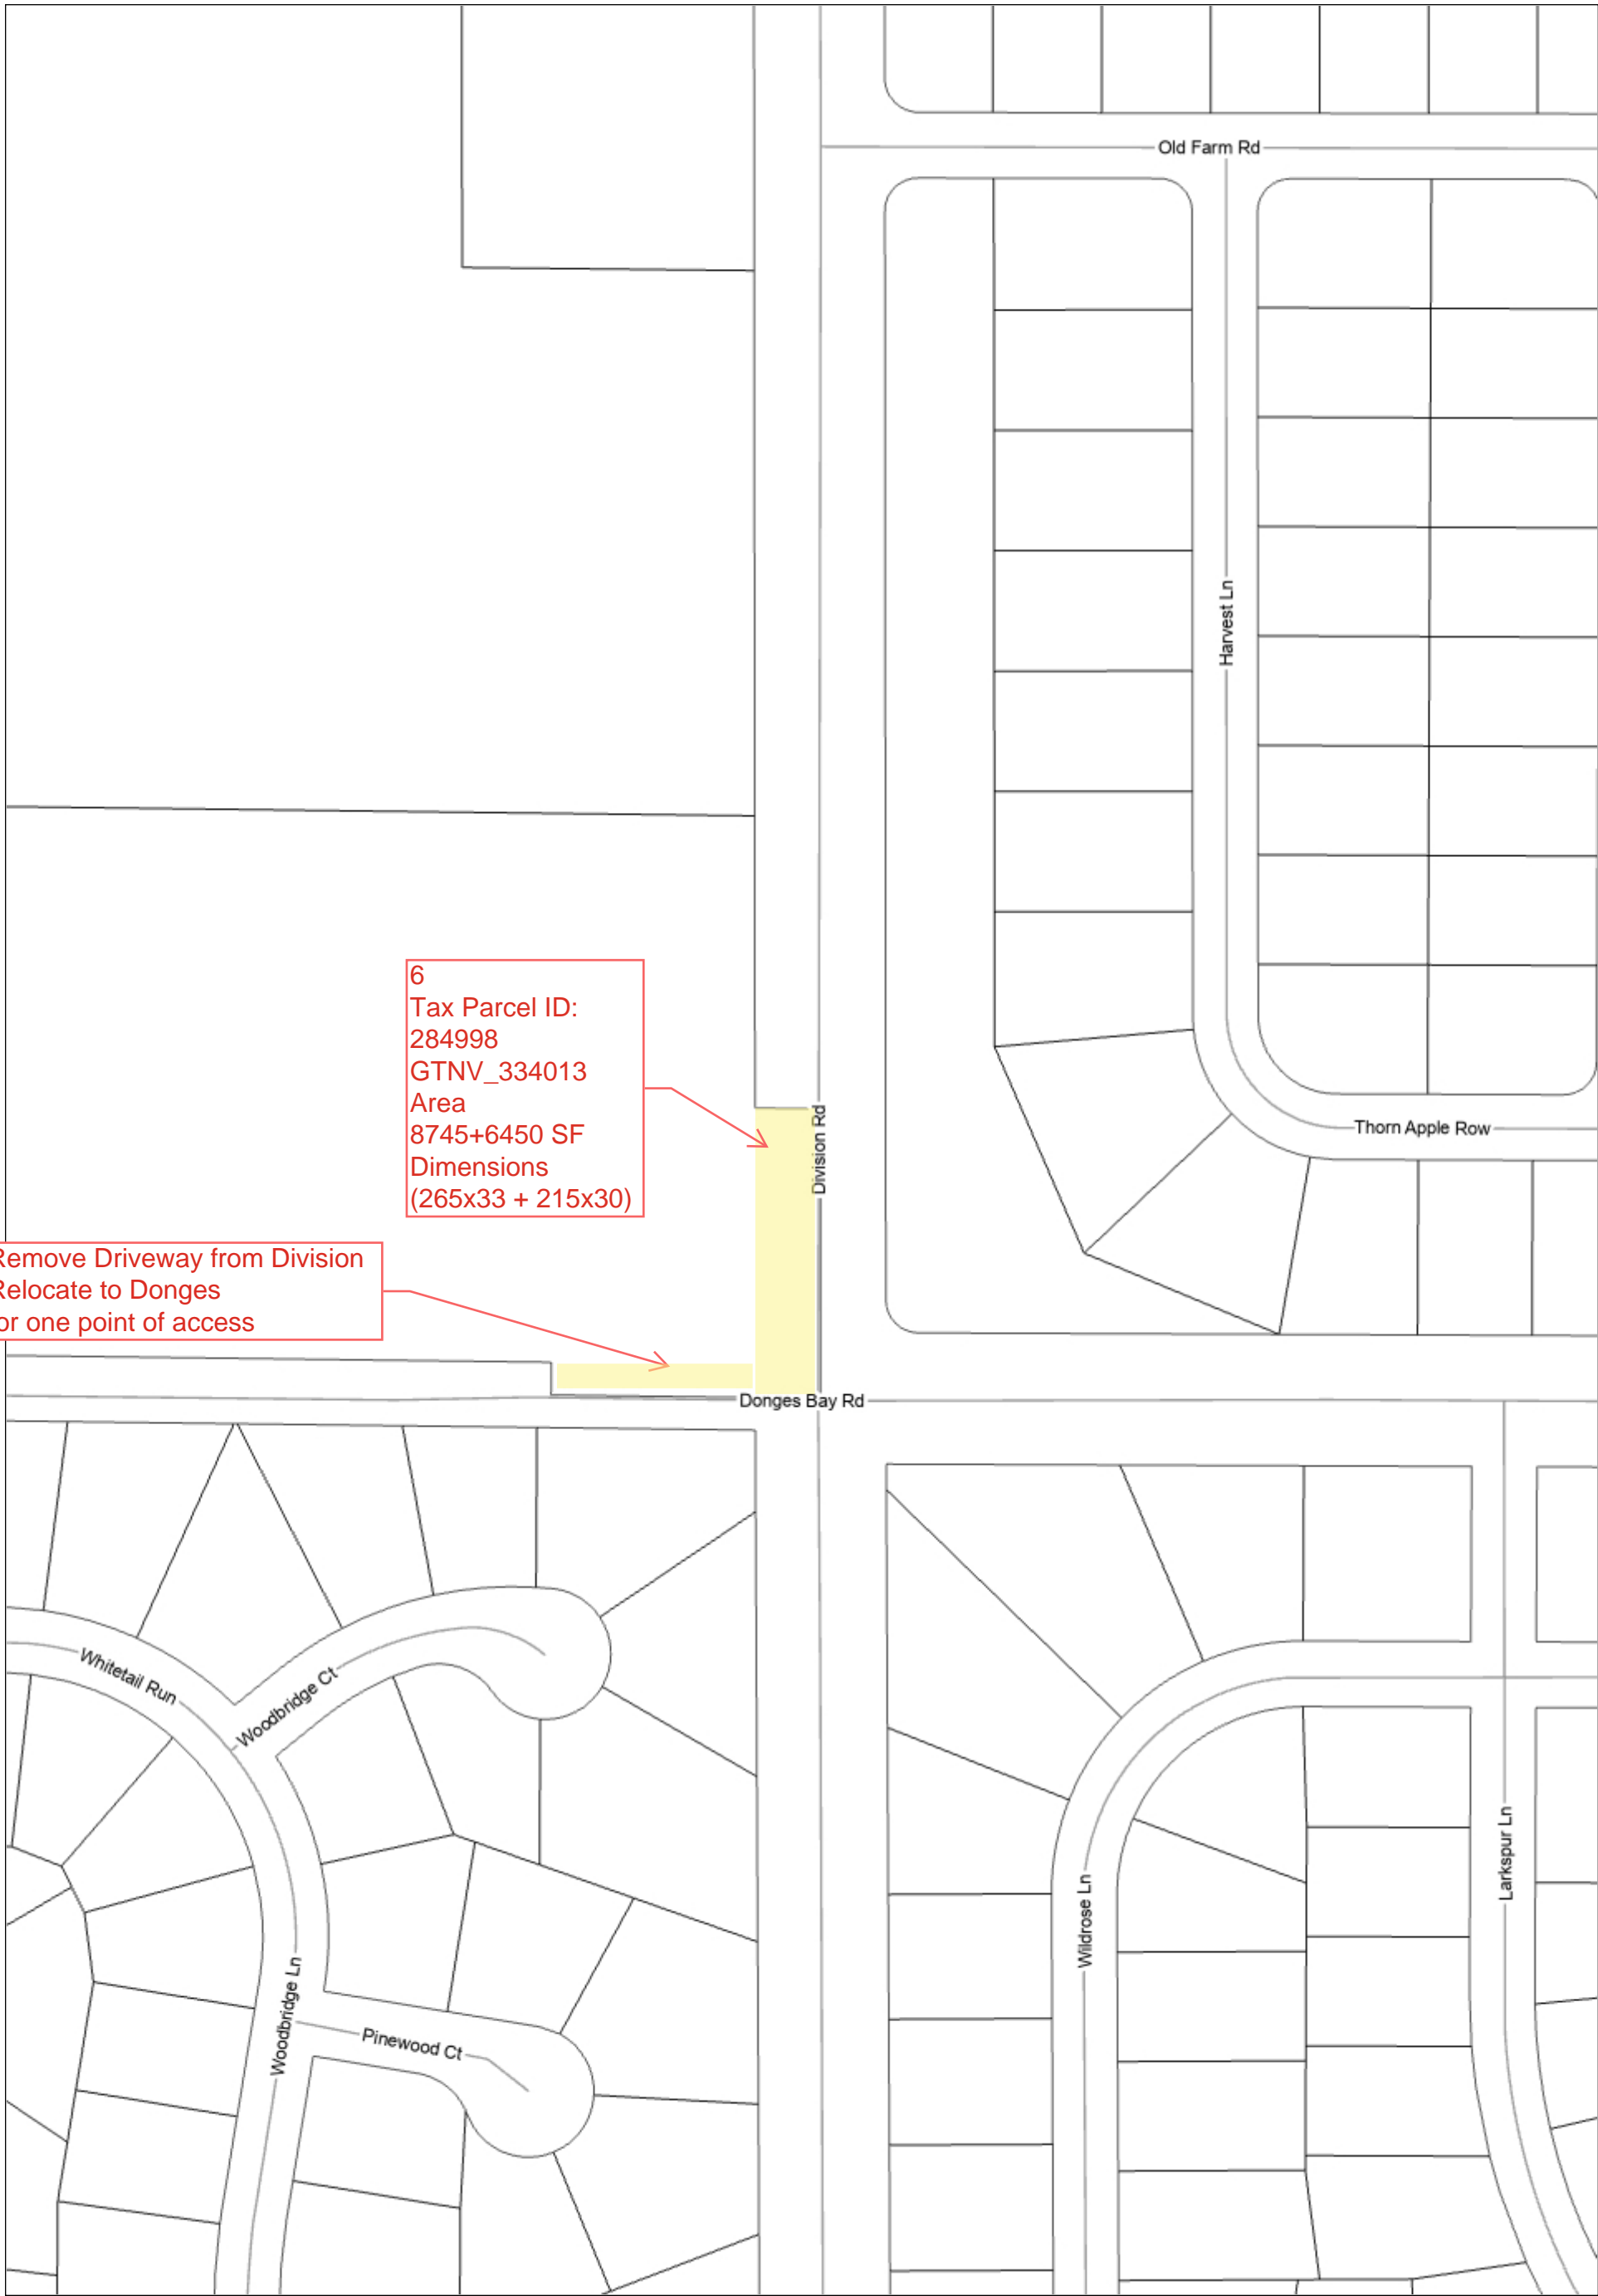 Old Farm Rd
Harvest Ln
6
Tax Parcel ID:
284998
GTNV_334013
Area
8745+6450 SF
Dimensions
(265x33 + 215x30)
Division Rd
Thorn Apple Row
Remove Driveway from Division
Relocate to Donges
or one point of access
Donges Bay Rd
Whitetail Run
Woodbridge Ct
Larkspur Ln
Wildrose Ln
Woodbridge Ln
Pinewood Ct